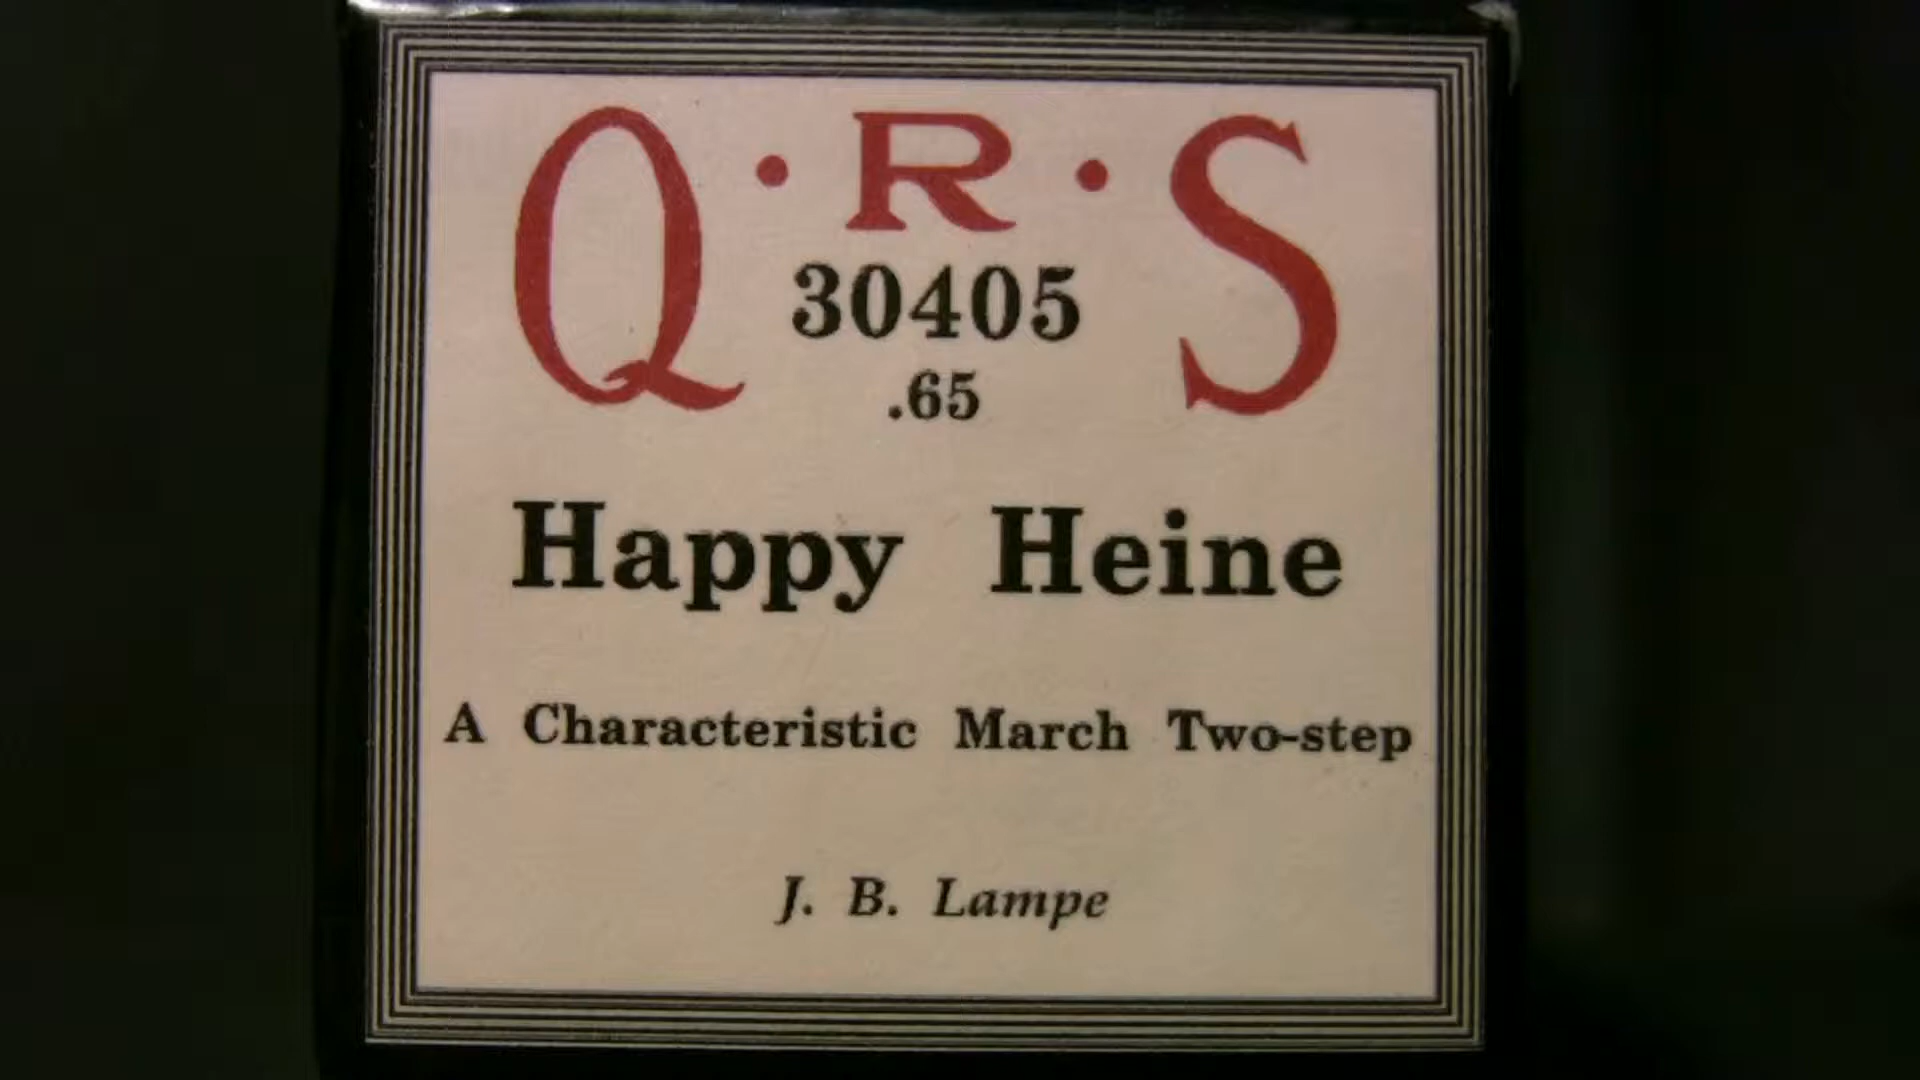 Q·R·S
30405
.65
Happy Heine
A Characteristic March Two-step
J. B. Lampe